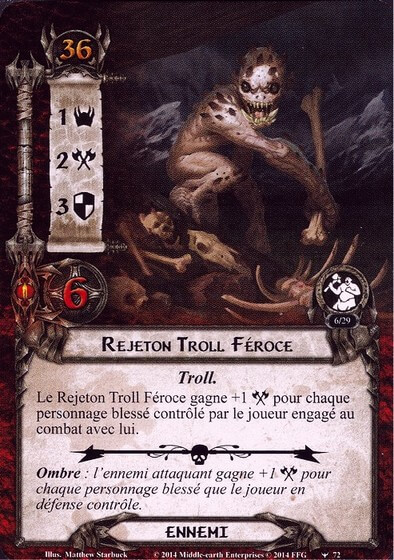 36
1
2
3
6
6/29
Rejeton Troll Féroce
Troll.
Le Rejeton Troll Féroce gagne +1 pour chaque
personnage blessé contrôlé par le joueur engagé au
combat avec lui.
Ombre : l'ennemi attaquant gagne +1 pour
chaque personnage blessé que le joueur en
défense contrôle.
ENNEMI
Illus. Matthew Starbuck © 2014 Middle-earth Enterprises © 2014 FFG 72